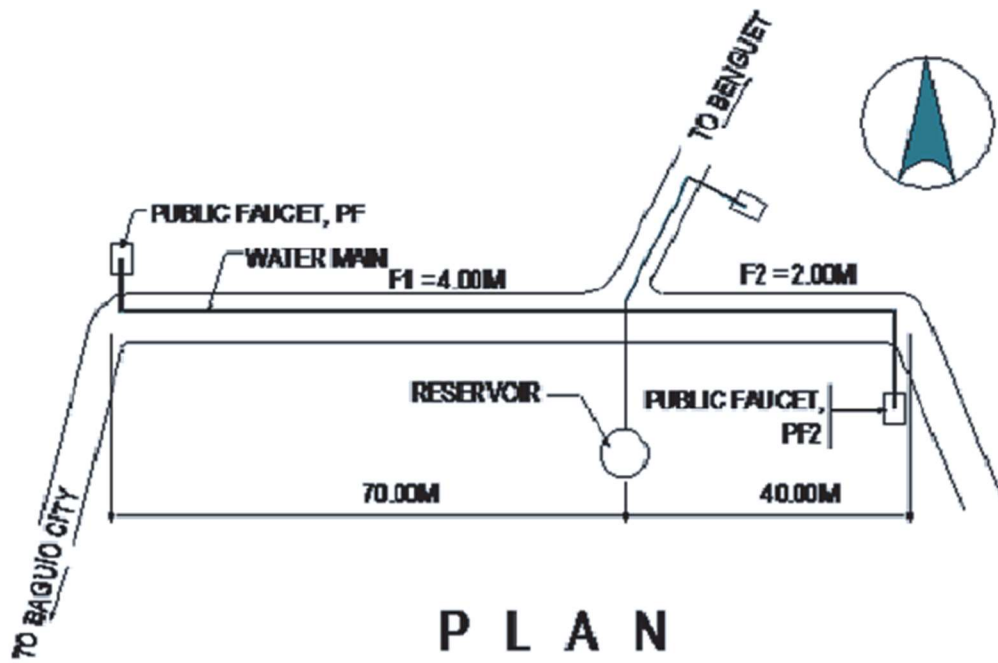 TO BENGUET
PUBLIC FAUCET, PF
WATER MAIN
F1 =4.00M
F2 =2.00M
RESERVOIR
PUBLIC FAUCET,
PF2
70.00M
40.00M
TO BAGUIO CITY
PLAN